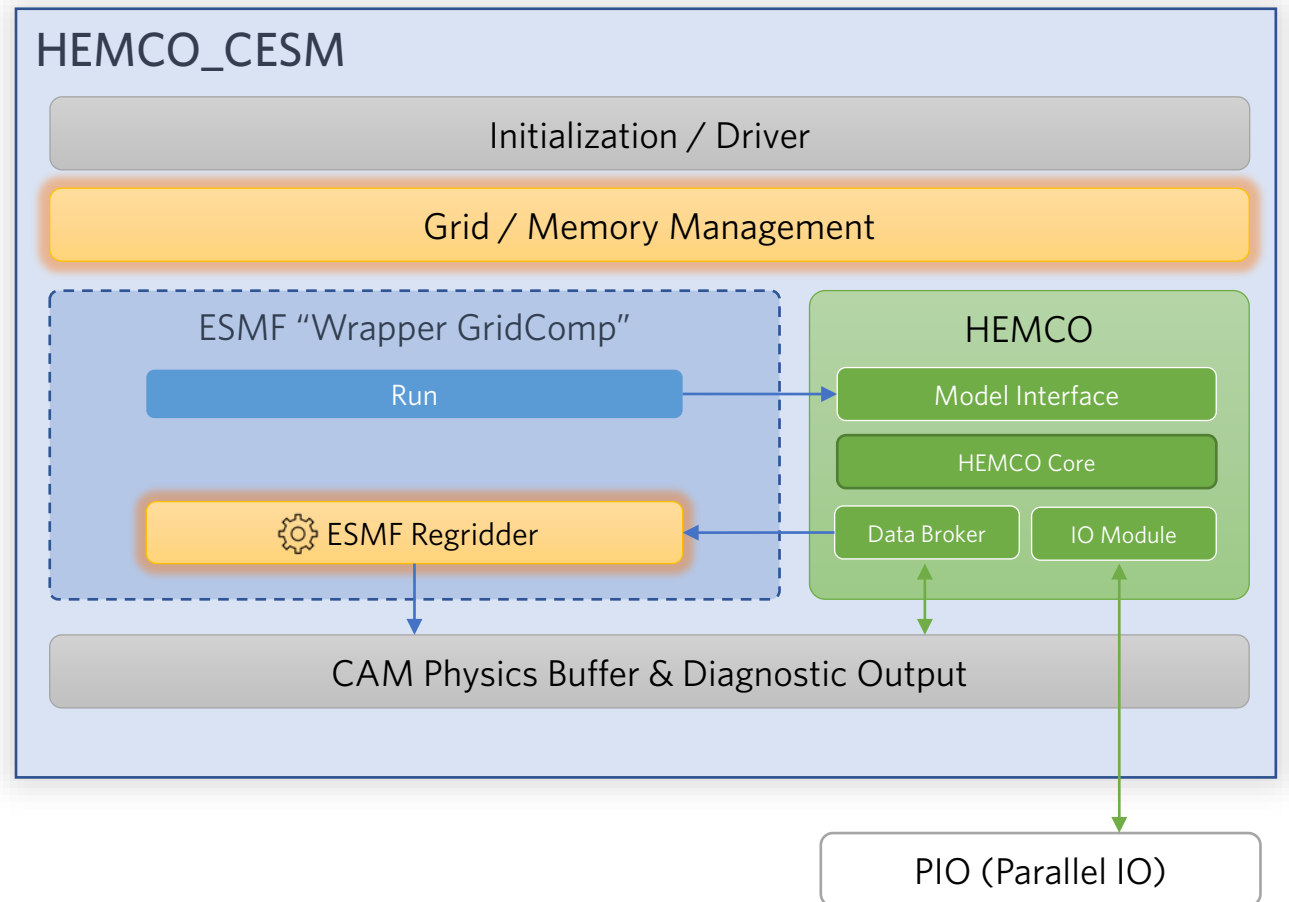 HEMCO_CESM
Initialization / Driver
Grid / Memory Management
ESMF “Wrapper GridComp”
Run
ESMF Regridder
HEMCO
Model Interface
HEMCO Core
Data Broker
IO Module
CAM Physics Buffer & Diagnostic Output
PIO (Parallel IO)